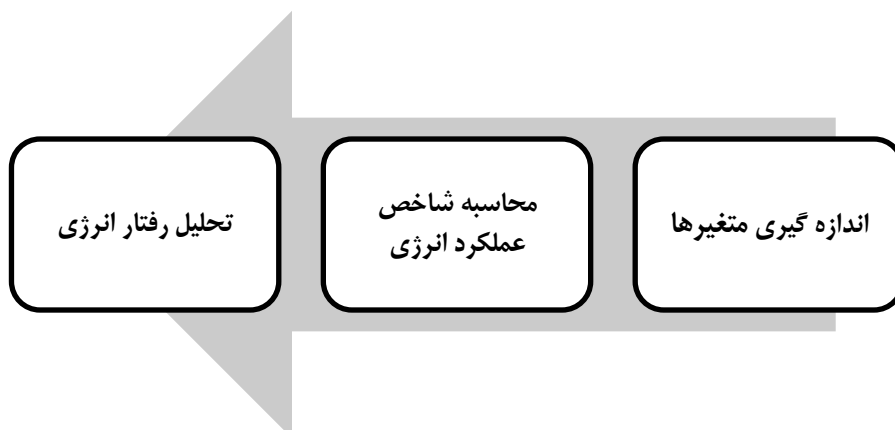 اندازه گیری متغیرها
محاسبه شاخص
عملکرد انرژی
تحلیل رفتار انرژی